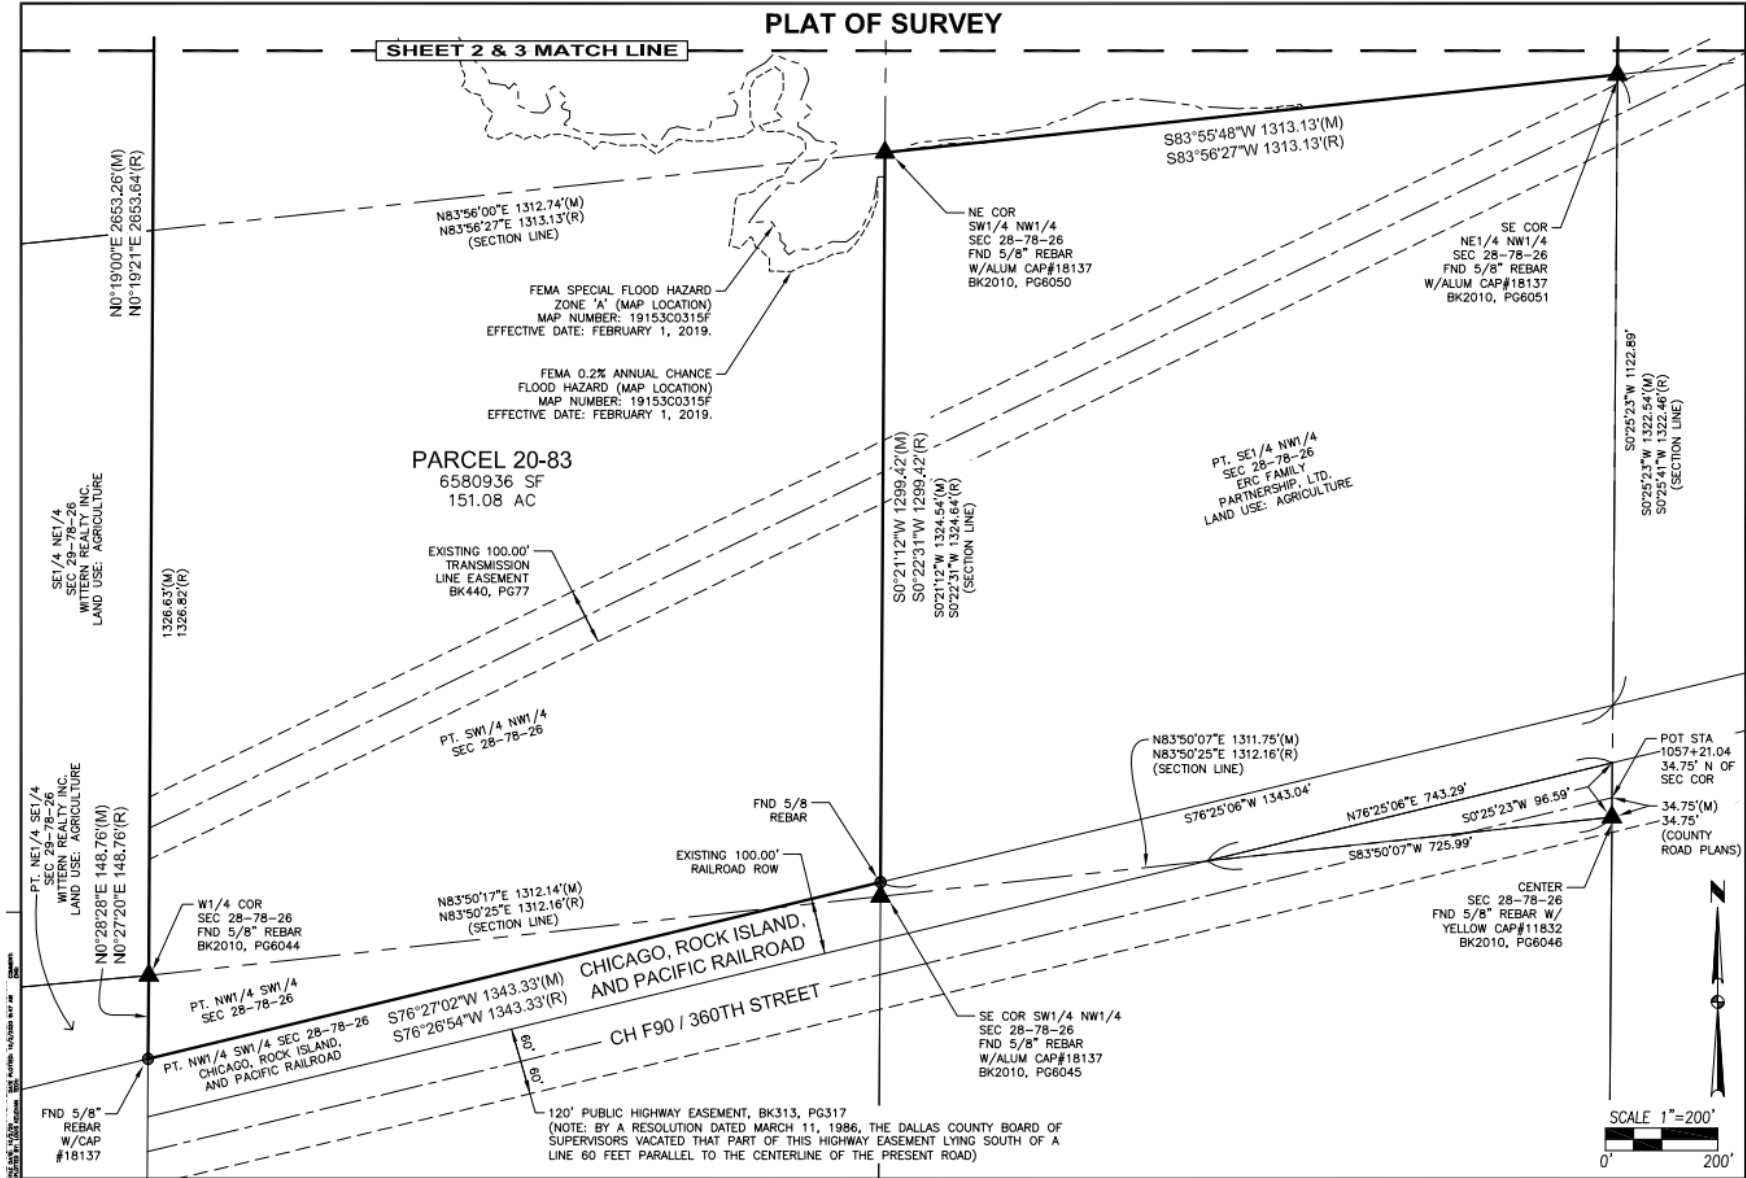 PLAT OF SURVEY
SHEET 2 & 3 MATCH LINE
N0°19'00"E 2653.26'(M)
N0°19'21"E 2653.64'(R)
N83°56'00"E 1312.74'(M)
N83°56'27"E 1313.13'(R)
(SECTION LINE)
S83°55'48"W 1313.13'(M)
S83°56'27"W 1313.13'(R)
NE COR
SW1/4 NW1/4
SEC 28-78-26
FND 5/8" REBAR
W/ALUM CAP#18137
BK2010, PG6050
SE COR
NE1/4 NW1/4
SEC 28-78-26
FND 5/8" REBAR
W/ALUM CAP#18137
BK2010, PG6051
FEMA SPECIAL FLOOD HAZARD
ZONE 'A' (MAP LOCATION)
MAP NUMBER: 19153C0315F
EFFECTIVE DATE: FEBRUARY 1, 2019.
FEMA 0.2% ANNUAL CHANCE
FLOOD HAZARD (MAP LOCATION)
MAP NUMBER: 19153C0315F
EFFECTIVE DATE: FEBRUARY 1, 2019.
S0°25'23"W 1122.89'
S0°25'23"W 1322.54'(M)
S0°25'41"W 1322.46'(R)
(SECTION LINE)
PARCEL 20-83
6580936 SF
151.08 AC
S0°21'12"W 1299.42'(M)
S0°22'31"W 1299.42'(R)
S0°21'12"W 1324.54'(M)
S0°22'31"W 1324.64'(R)
(SECTION LINE)
PT. SE1/4 NW1/4
SEC 28-78-26
ERC FAMILY
PARTNERSHIP, LTD.
LAND USE: AGRICULTURE
SE1/4 NE1/4
SEC 29-78-26
WITTERN REALTY INC.
LAND USE: AGRICULTURE
1326.63'(M)
1326.82'(R)
EXISTING 100.00'
TRANSMISSION
LINE EASEMENT
BK440, PG77
PT. SW1/4 NW1/4
SEC 28-78-26
PT. NE1/4 SE1/4
SEC 29-78-26
WITTERN REALTY INC.
LAND USE: AGRICULTURE
N0°28'28"E 148.76'(M)
N0°27'20"E 148.76'(R)
W1/4 COR
SEC 28-78-26
FND 5/8" REBAR
BK2010, PG6044
N83°50'17"E 1312.14'(M)
N83°50'25"E 1312.16'(R)
(SECTION LINE)
FND 5/8
REBAR
EXISTING 100.00'
RAILROAD ROW
N83°50'07"E 1311.75'(M)
N83°50'25"E 1312.16'(R)
(SECTION LINE)
S76°25'06"W 1343.04'
N76°25'06"E 743.29'
S0°25'23"W 96.59'
S83°50'07"W 725.99'
POT STA
1057+21.04
34.75' N OF
SEC COR
34.75'(M)
34.75'
(COUNTY
ROAD PLANS)
CENTER
SEC 28-78-26
FND 5/8" REBAR W/
YELLOW CAP#11832
BK2010, PG6046
PT. NW1/4 SW1/4
SEC 28-78-26
S76°27'02"W 1343.33'(M)
S76°26'54"W 1343.33'(R)
CHICAGO, ROCK ISLAND,
AND PACIFIC RAILROAD
PT. NW1/4 SW1/4 SEC 28-78-26
CHICAGO, ROCK ISLAND,
AND PACIFIC RAILROAD
CH F90 / 360TH STREET
60'
60'
SE COR SW1/4 NW1/4
SEC 28-78-26
FND 5/8" REBAR
W/ALUM CAP#18137
BK2010, PG6045
FND 5/8"
REBAR
W/CAP
#18137
120' PUBLIC HIGHWAY EASEMENT, BK313, PG317
(NOTE: BY A RESOLUTION DATED MARCH 11, 1986, THE DALLAS COUNTY BOARD OF
SUPERVISORS VACATED THAT PART OF THIS HIGHWAY EASEMENT LYING SOUTH OF A
LINE 60 FEET PARALLEL TO THE CENTERLINE OF THE PRESENT ROAD)
N
SCALE 1"=200'
0'
200'